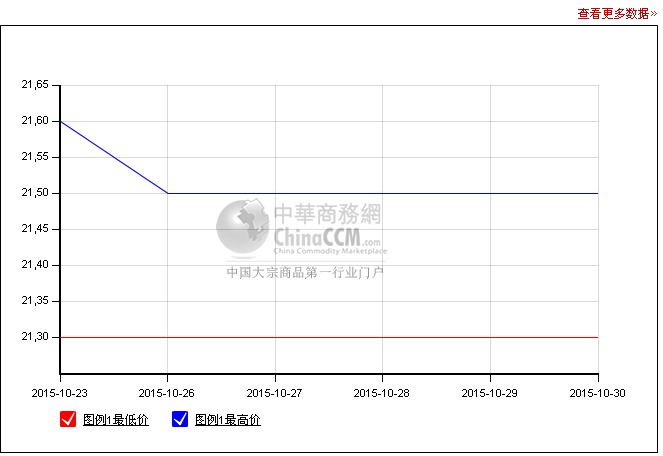 查看更多数据»
21,65
21,60
21,55
21,50
21,45
21,40
21,35
21,30
中華商務網
ChinaCCM.com
China Commodity Marketplace
中国大宗商品第一行业门户
2015-10-23 2015-10-26 2015-10-27 2015-10-28 2015-10-29 2015-10-30
图例1最低价 图例1最高价